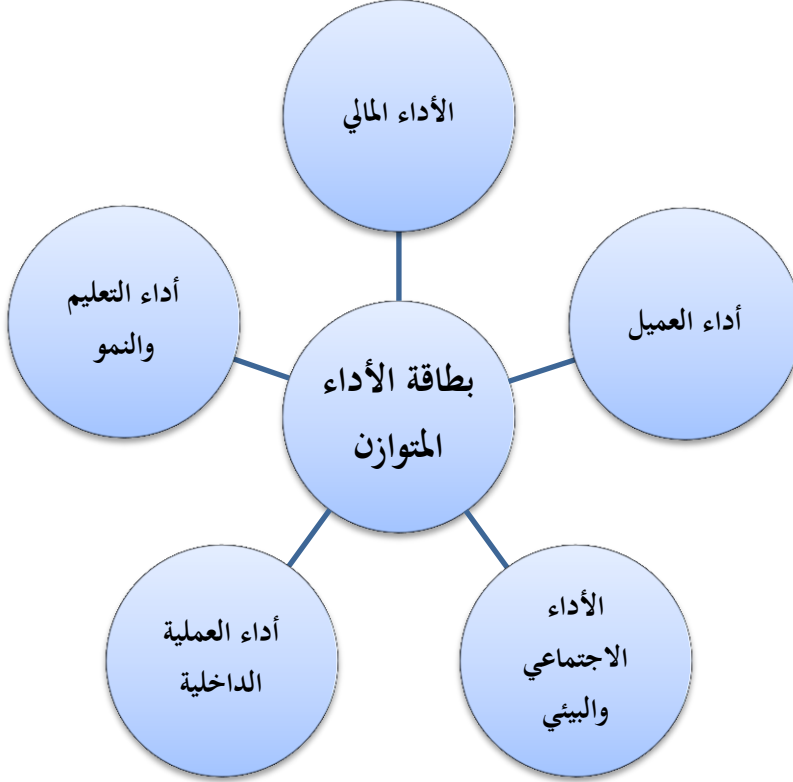 الأداء المالي
أداء التعليم
والنمو
أداء العميل
بطاقة الأداء
المتوازن
أداء العملية
الداخلية
الأداء
الاجتماعي
والبيئي